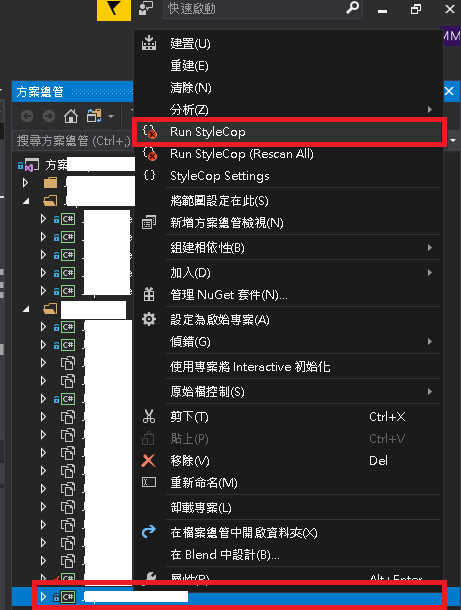 快速啟動
MM
建置(U)
重建(E)
清除(N)
分析(Z)
方案總管
Run StyleCop
搜尋方案總管 (Ctrl+;)
Run StyleCop (Rescan All)
方案
StyleCop Settings
將範圍設定在此(S)
新增方案總管檢視(N)
組建相依性(B)
加入(D)
管理 NuGet 套件(N)...
設定為啟始專案(A)
偵錯(G)
使用專案將 Interactive 初始化
原始檔控制(S)
剪下(T) Ctrl+X
貼上(P) Ctrl+V
移除(V) Del
重新命名(M)
卸載專案(L)
在檔案總管中開啟資料夾(X)
在 Blend 中設計(B)...
屬性(R) Alt+Enter